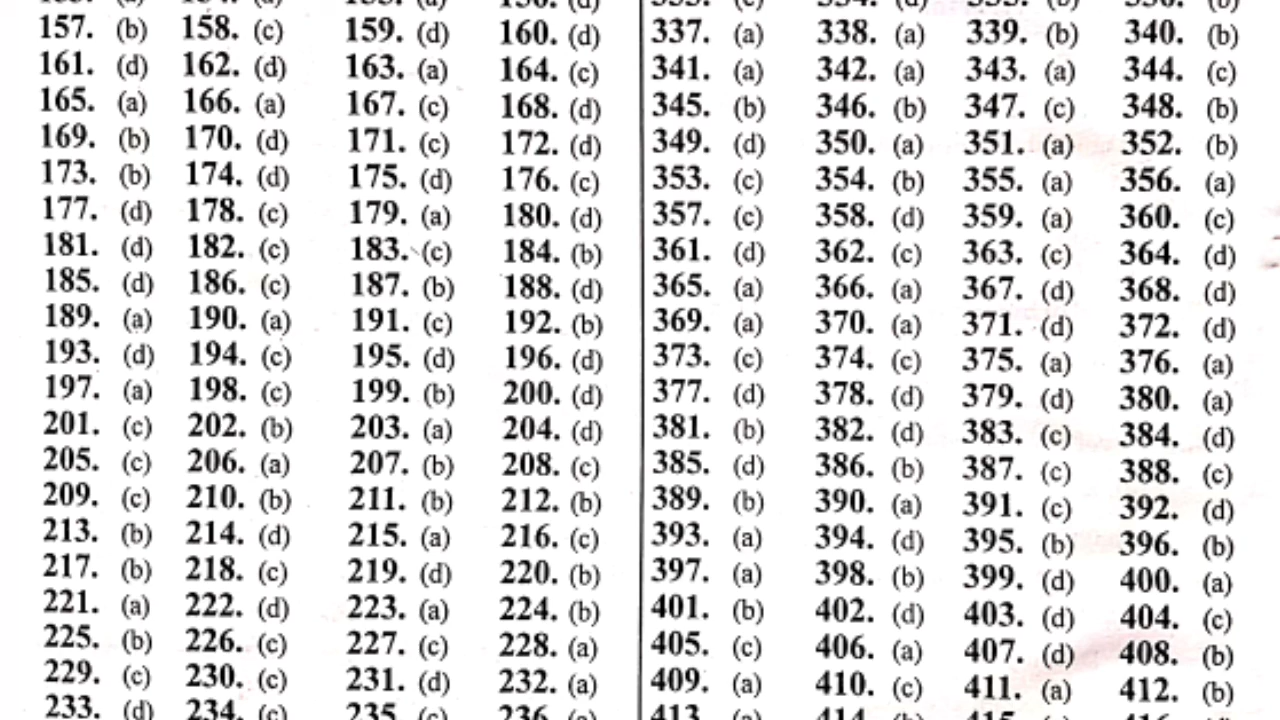 157. (b) 158. (c) 159. (d) 160. (d)
161. (d) 162. (d) 163. (a) 164. (c)
165. (a) 166. (a) 167. (c) 168. (d)
169. (b) 170. (d) 171. (c) 172. (d)
173. (b) 174. (d) 175. (d) 176. (c)
177. (d) 178. (c) 179. (a) 180. (d)
181. (d) 182. (c) 183. (c) 184. (b)
185. (d) 186. (c) 187. (b) 188. (d)
189. (a) 190. (a) 191. (c) 192. (b)
193. (d) 194. (c) 195. (d) 196. (d)
197. (a) 198. (c) 199. (b) 200. (d)
201. (c) 202. (b) 203. (a) 204. (d)
205. (c) 206. (a) 207. (b) 208. (c)
209. (c) 210. (b) 211. (b) 212. (b)
213. (b) 214. (d) 215. (a) 216. (c)
217. (b) 218. (c) 219. (d) 220. (b)
221. (a) 222. (d) 223. (a) 224. (b)
225. (b) 226. (c) 227. (c) 228. (a)
229. (c) 230. (c) 231. (d) 232. (a)
233. (d) 234. (c) 235. (c) 236. (a)
337. (a) 338. (a) 339. (b) 340. (b)
341. (a) 342. (a) 343. (a) 344. (c)
345. (b) 346. (b) 347. (c) 348. (b)
349. (d) 350. (a) 351. (a) 352. (b)
353. (c) 354. (b) 355. (a) 356. (a)
357. (c) 358. (d) 359. (a) 360. (c)
361. (d) 362. (c) 363. (c) 364. (d)
365. (a) 366. (a) 367. (d) 368. (d)
369. (a) 370. (a) 371. (d) 372. (d)
373. (c) 374. (c) 375. (a) 376. (a)
377. (d) 378. (d) 379. (d) 380. (a)
381. (b) 382. (d) 383. (c) 384. (d)
385. (d) 386. (b) 387. (c) 388. (c)
389. (b) 390. (a) 391. (c) 392. (d)
393. (a) 394. (d) 395. (b) 396. (b)
397. (a) 398. (b) 399. (d) 400. (a)
401. (b) 402. (d) 403. (d) 404. (c)
405. (c) 406. (a) 407. (d) 408. (b)
409. (a) 410. (c) 411. (a) 412. (b)
413.